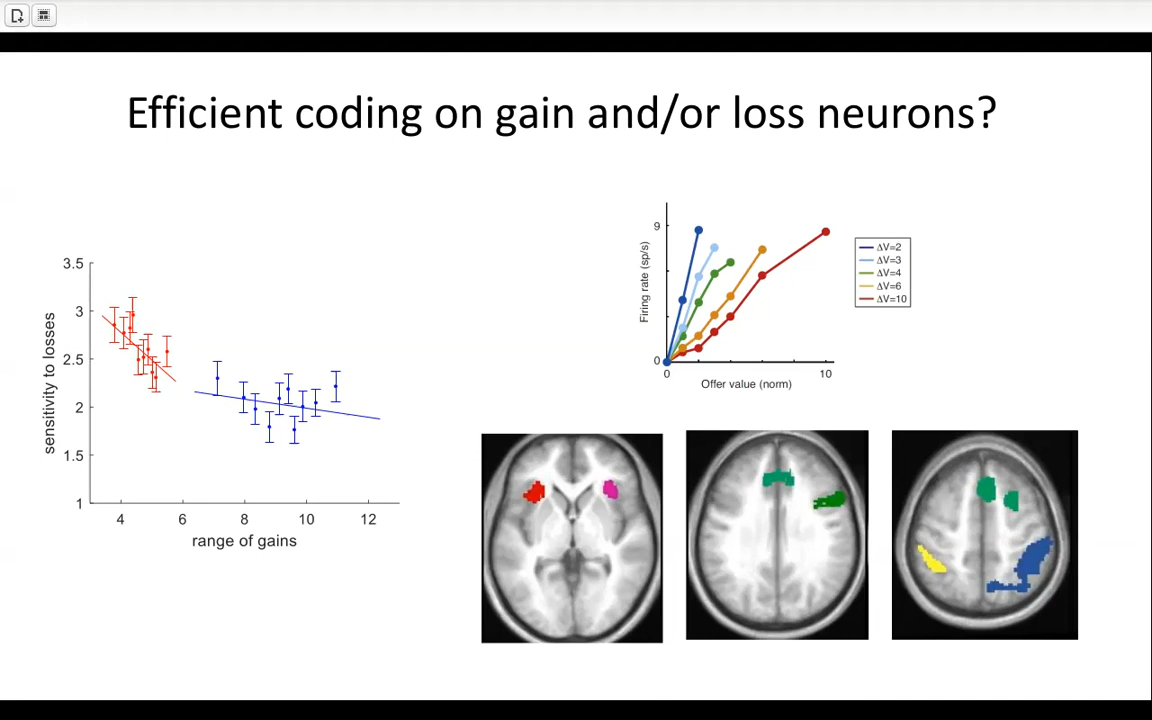 Efficient coding on gain and/or loss neurons?
3.5
3
2.5
2
1.5
1
sensitivity to losses
4 6 8 10 12
range of gains
9
0
Firing rate (sp/s)
0 10
Offer value (norm)
ΔV=2
ΔV=3
ΔV=4
ΔV=6
ΔV=10